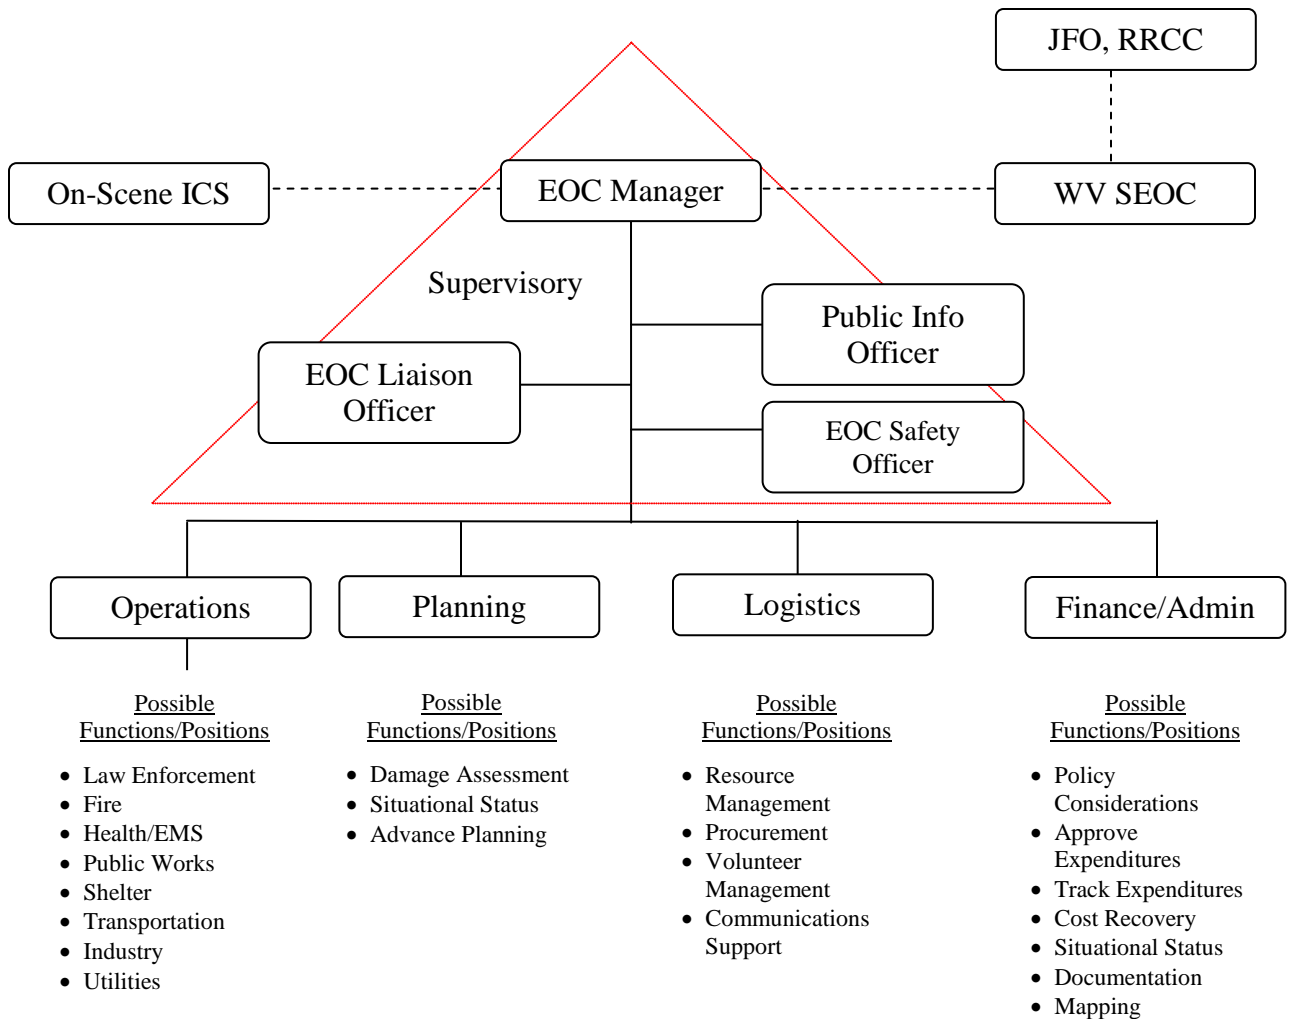 JFO, RRCC
On-Scene ICS
EOC Manager
WV SEOC
Supervisory
Public Info
Officer
EOC Liaison
Officer
EOC Safety
Officer
Operations
Planning
Logistics
Finance/Admin
Possible
Functions/Positions
• Law Enforcement
• Fire
• Health/EMS
• Public Works
• Shelter
• Transportation
• Industry
• Utilities
Possible
Functions/Positions
• Damage Assessment
• Situational Status
• Advance Planning
Possible
Functions/Positions
• Resource
Management
• Procurement
• Volunteer
Management
• Communications
Support
Possible
Functions/Positions
• Policy
Considerations
• Approve
Expenditures
• Track Expenditures
• Cost Recovery
• Situational Status
• Documentation
• Mapping